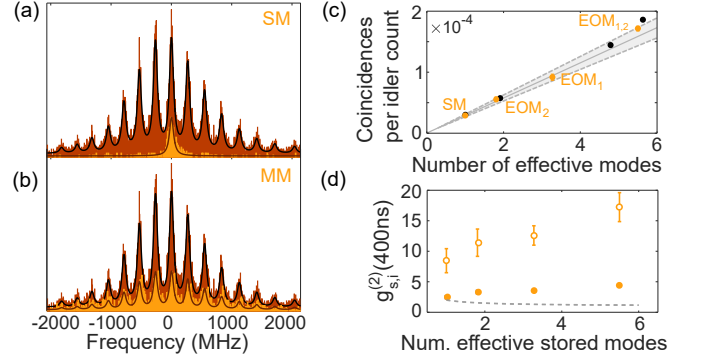 (a)
SM
(b)
MM
-2000 -1000 0 1000 2000
Frequency (MHz)
(c)
Coincidences
per idler count
×10⁻⁴
2
1
0
2 4 6
SM
EOM₂
EOM₁
EOM₁,₂
Number of effective modes
(d)
g⁽²⁾s,i(400ns)
20
15
10
5
0
0 2 4 6
Num. effective stored modes